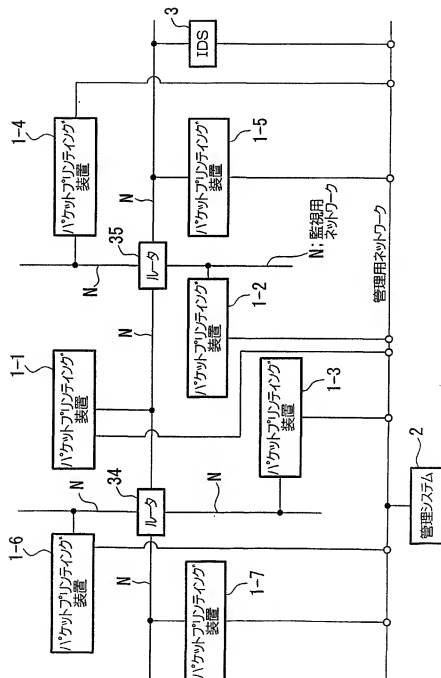 3
IDS
1-4
パケットプリンティング
装置
1-5
パケットプリンティング
装置
N
35
ルータ
N
N
N;監視用
ネットワーク
管理用ネットワーク
1-1
パケットプリンティング
装置
1-2
パケットプリンティング
装置
1-3
パケットプリンティング
装置
34
ルータ
N
N
N
1-6
パケットプリンティング
装置
1-7
パケットプリンティング
装置
2
管理システム